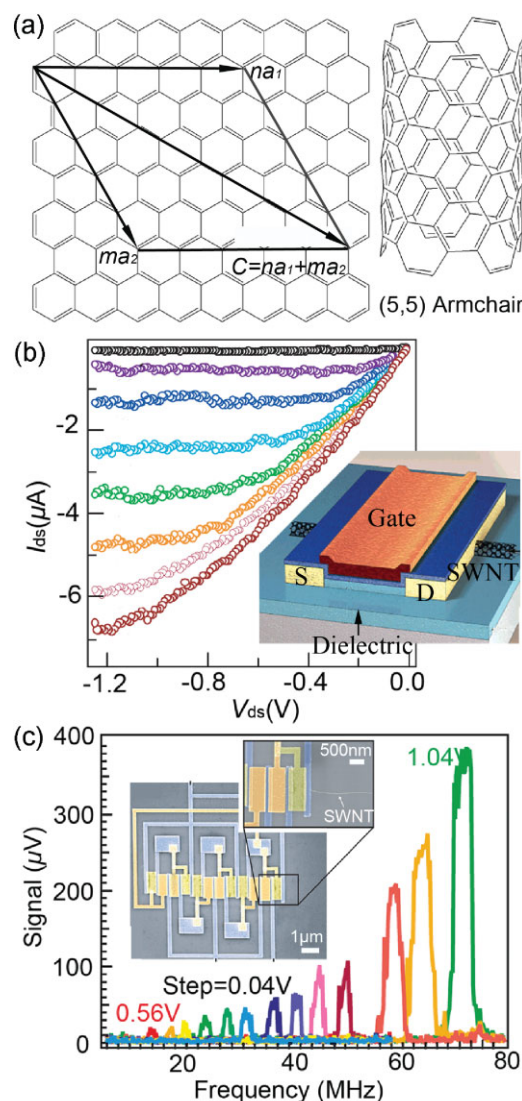 (a)
na1
ma2
C=na1+ma2
(5,5) Armchair
(b)
Ids(μA)
-2
-4
-6
-1.2
-0.8
-0.4
0.0
Vds(V)
Gate
S
D
SWNT
Dielectric
(c)
Signal (μV)
400
300
200
100
0
20
40
60
80
Frequency (MHz)
0.56V
Step=0.04V
1.04V
500nm
SWNT
1μm